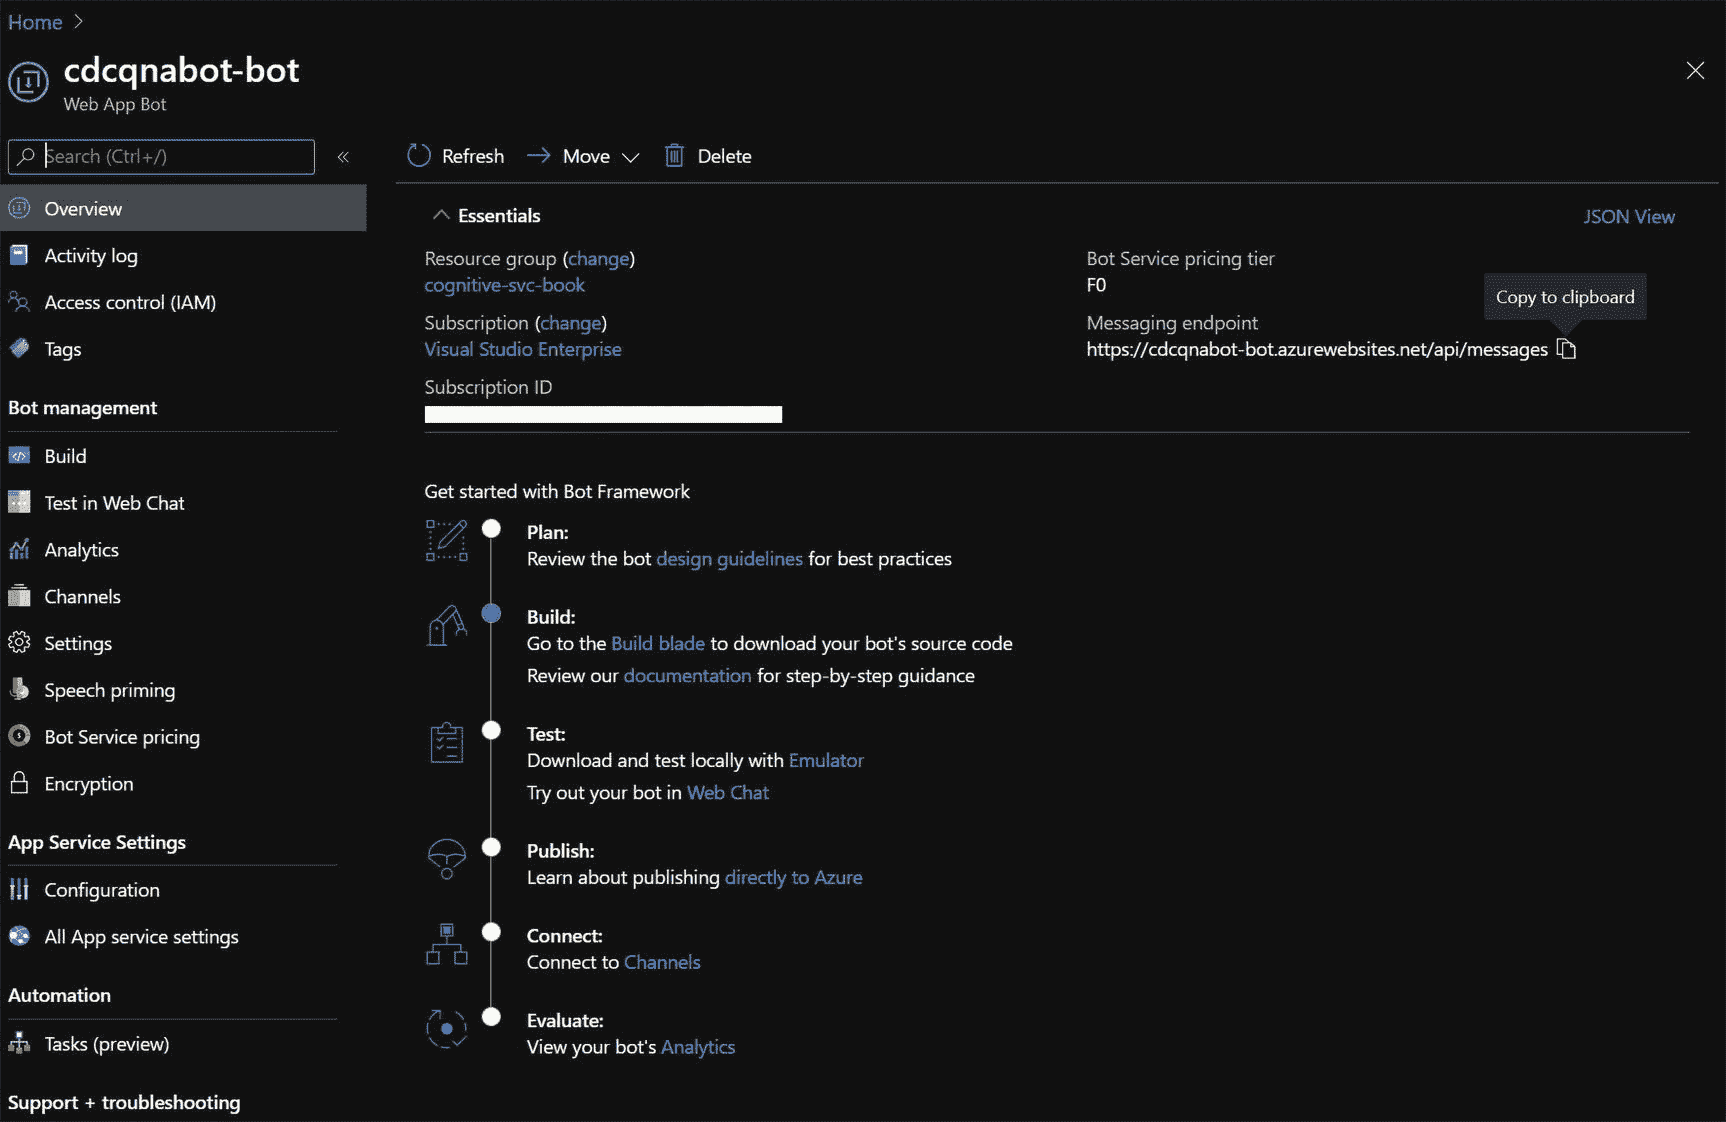 Home
cdcqnabot-bot
Web App Bot
Search (Ctrl+/)
Overview
Activity log
Access control (IAM)
Tags
Bot management
Build
Test in Web Chat
Analytics
Channels
Settings
Speech priming
Bot Service pricing
Encryption
App Service Settings
Configuration
All App service settings
Automation
Tasks (preview)
Support + troubleshooting
Refresh
Move
Delete
Essentials
JSON View
Resource group (change)
cognitive-svc-book
Subscription (change)
Visual Studio Enterprise
Subscription ID
Bot Service pricing tier
F0
Copy to clipboard
Messaging endpoint
https://cdcqnabot-bot.azurewebsites.net/api/messages
Get started with Bot Framework
Plan:
Review the bot design guidelines for best practices
Build:
Go to the Build blade to download your bot's source code
Review our documentation for step-by-step guidance
Test:
Download and test locally with Emulator
Try out your bot in Web Chat
Publish:
Learn about publishing directly to Azure
Connect:
Connect to Channels
Evaluate:
View your bot's Analytics